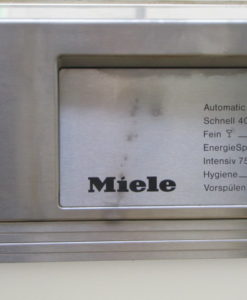 Automatic
Schnell 40
Fein
EnergieSp
Intensiv 75
Hygiene
Vorspülen
Miele